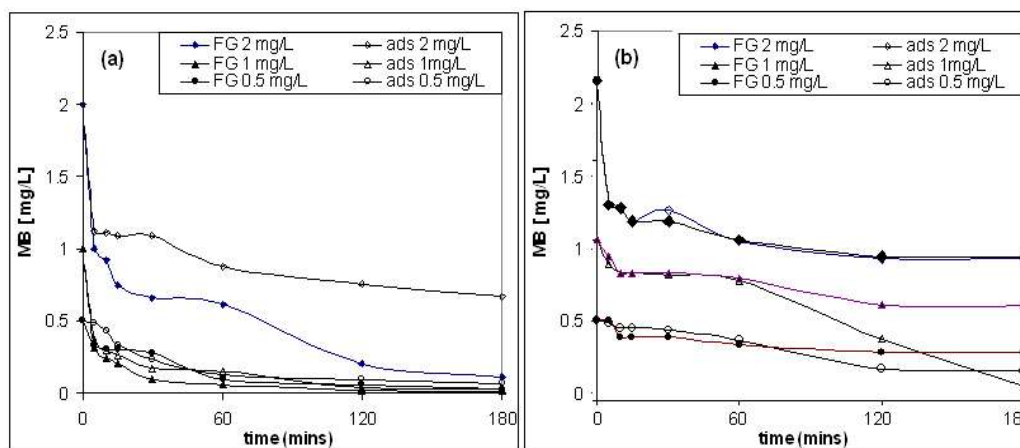 (a)
FG 2 mg/L
ads 2 mg/L
FG 1 mg/L
ads 1mg/L
FG 0.5 mg/L
ads 0.5 mg/L
MB [mg/L]
2.5
2
1.5
1
0.5
0
0 60 120 180
time (mins)
(b)
FG 2 mg/L
ads 2 mg/L
FG 1 mg/L
ads 1mg/L
FG 0.5 mg/L
ads 0.5 mg/L
MB [mg/L]
2.5
2
1.5
1
0.5
0
0 60 120 180
time (mins)